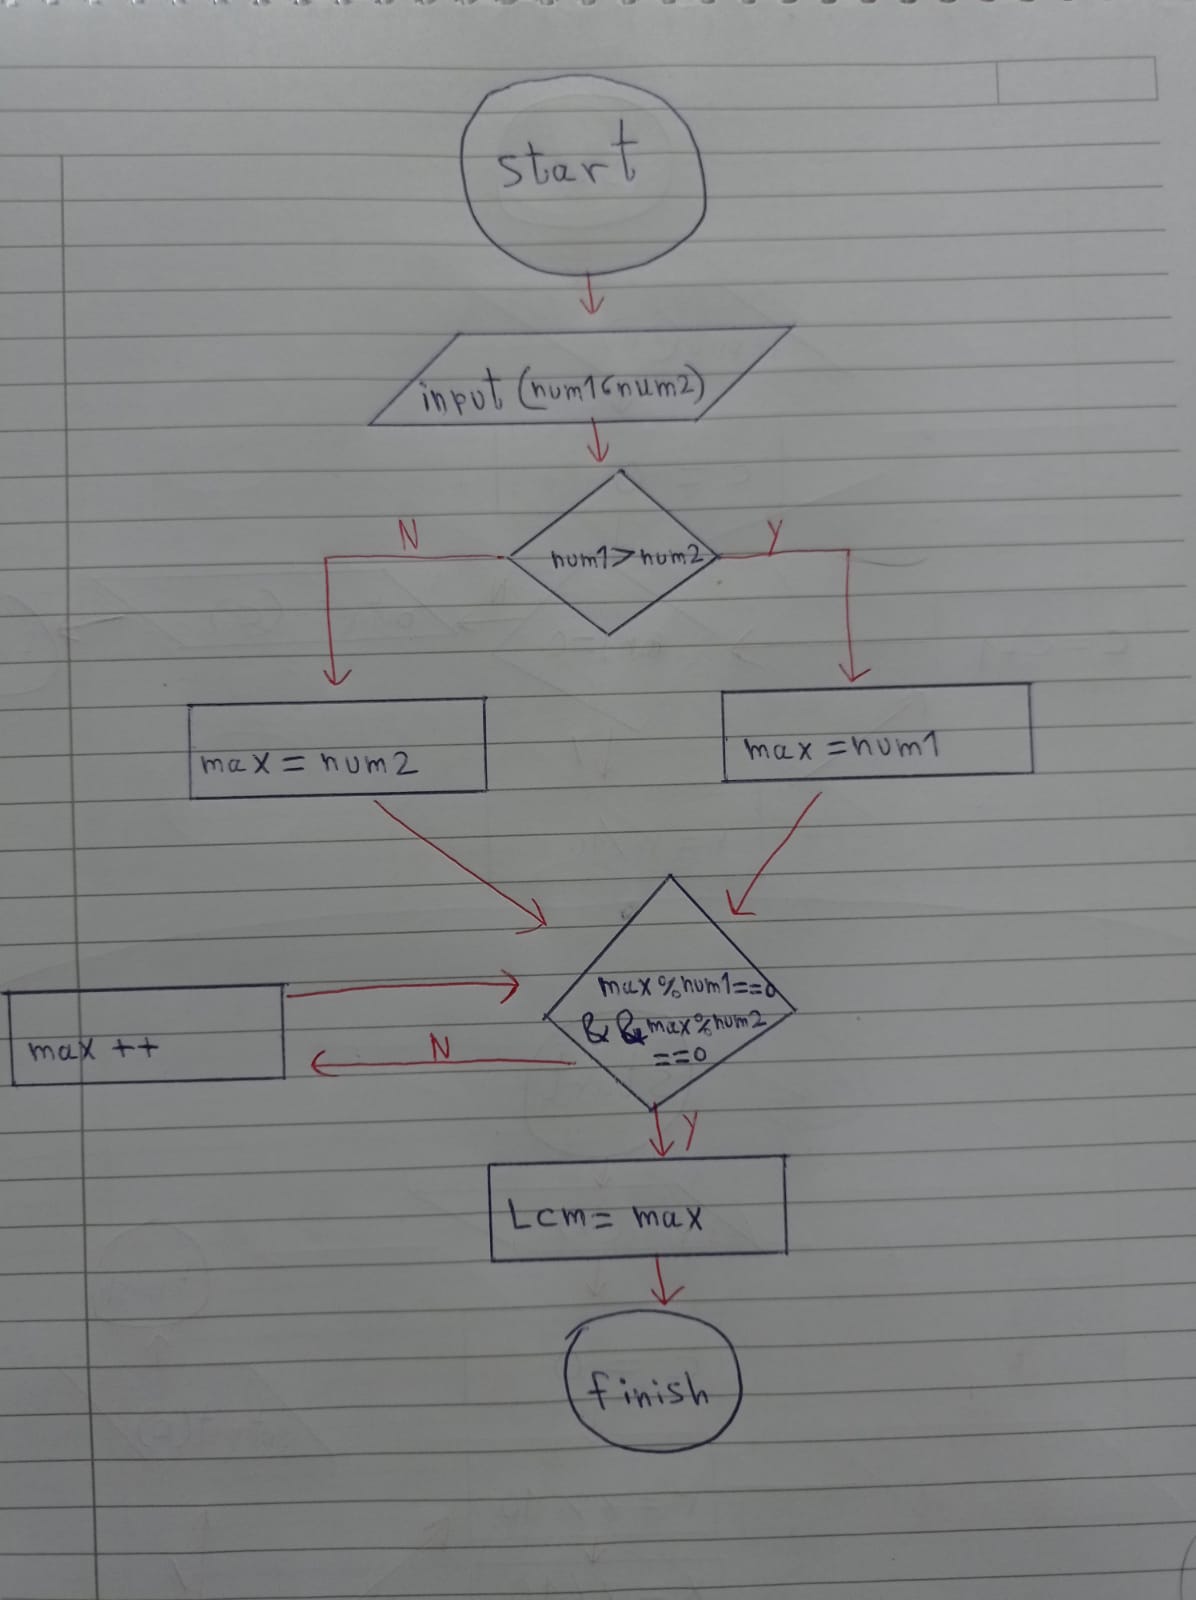 start
input (num1،num2)
N
Y
num1>num2
max = num2
max =num1
max%num1==0
&&max%num2
==0
max ++
N
Y
Lcm= max
finish